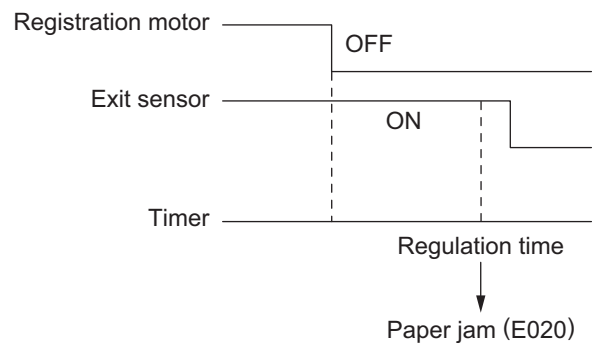 Registration motor
OFF
Exit sensor
ON
Timer
Regulation time
Paper jam (E020)